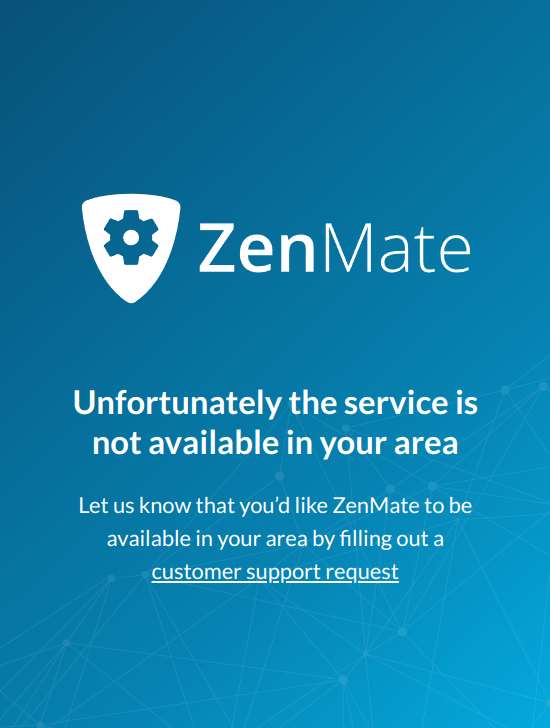 ZenMate
Unfortunately the service is
not available in your area
Let us know that you’d like ZenMate to be
available in your area by filling out a
customer support request